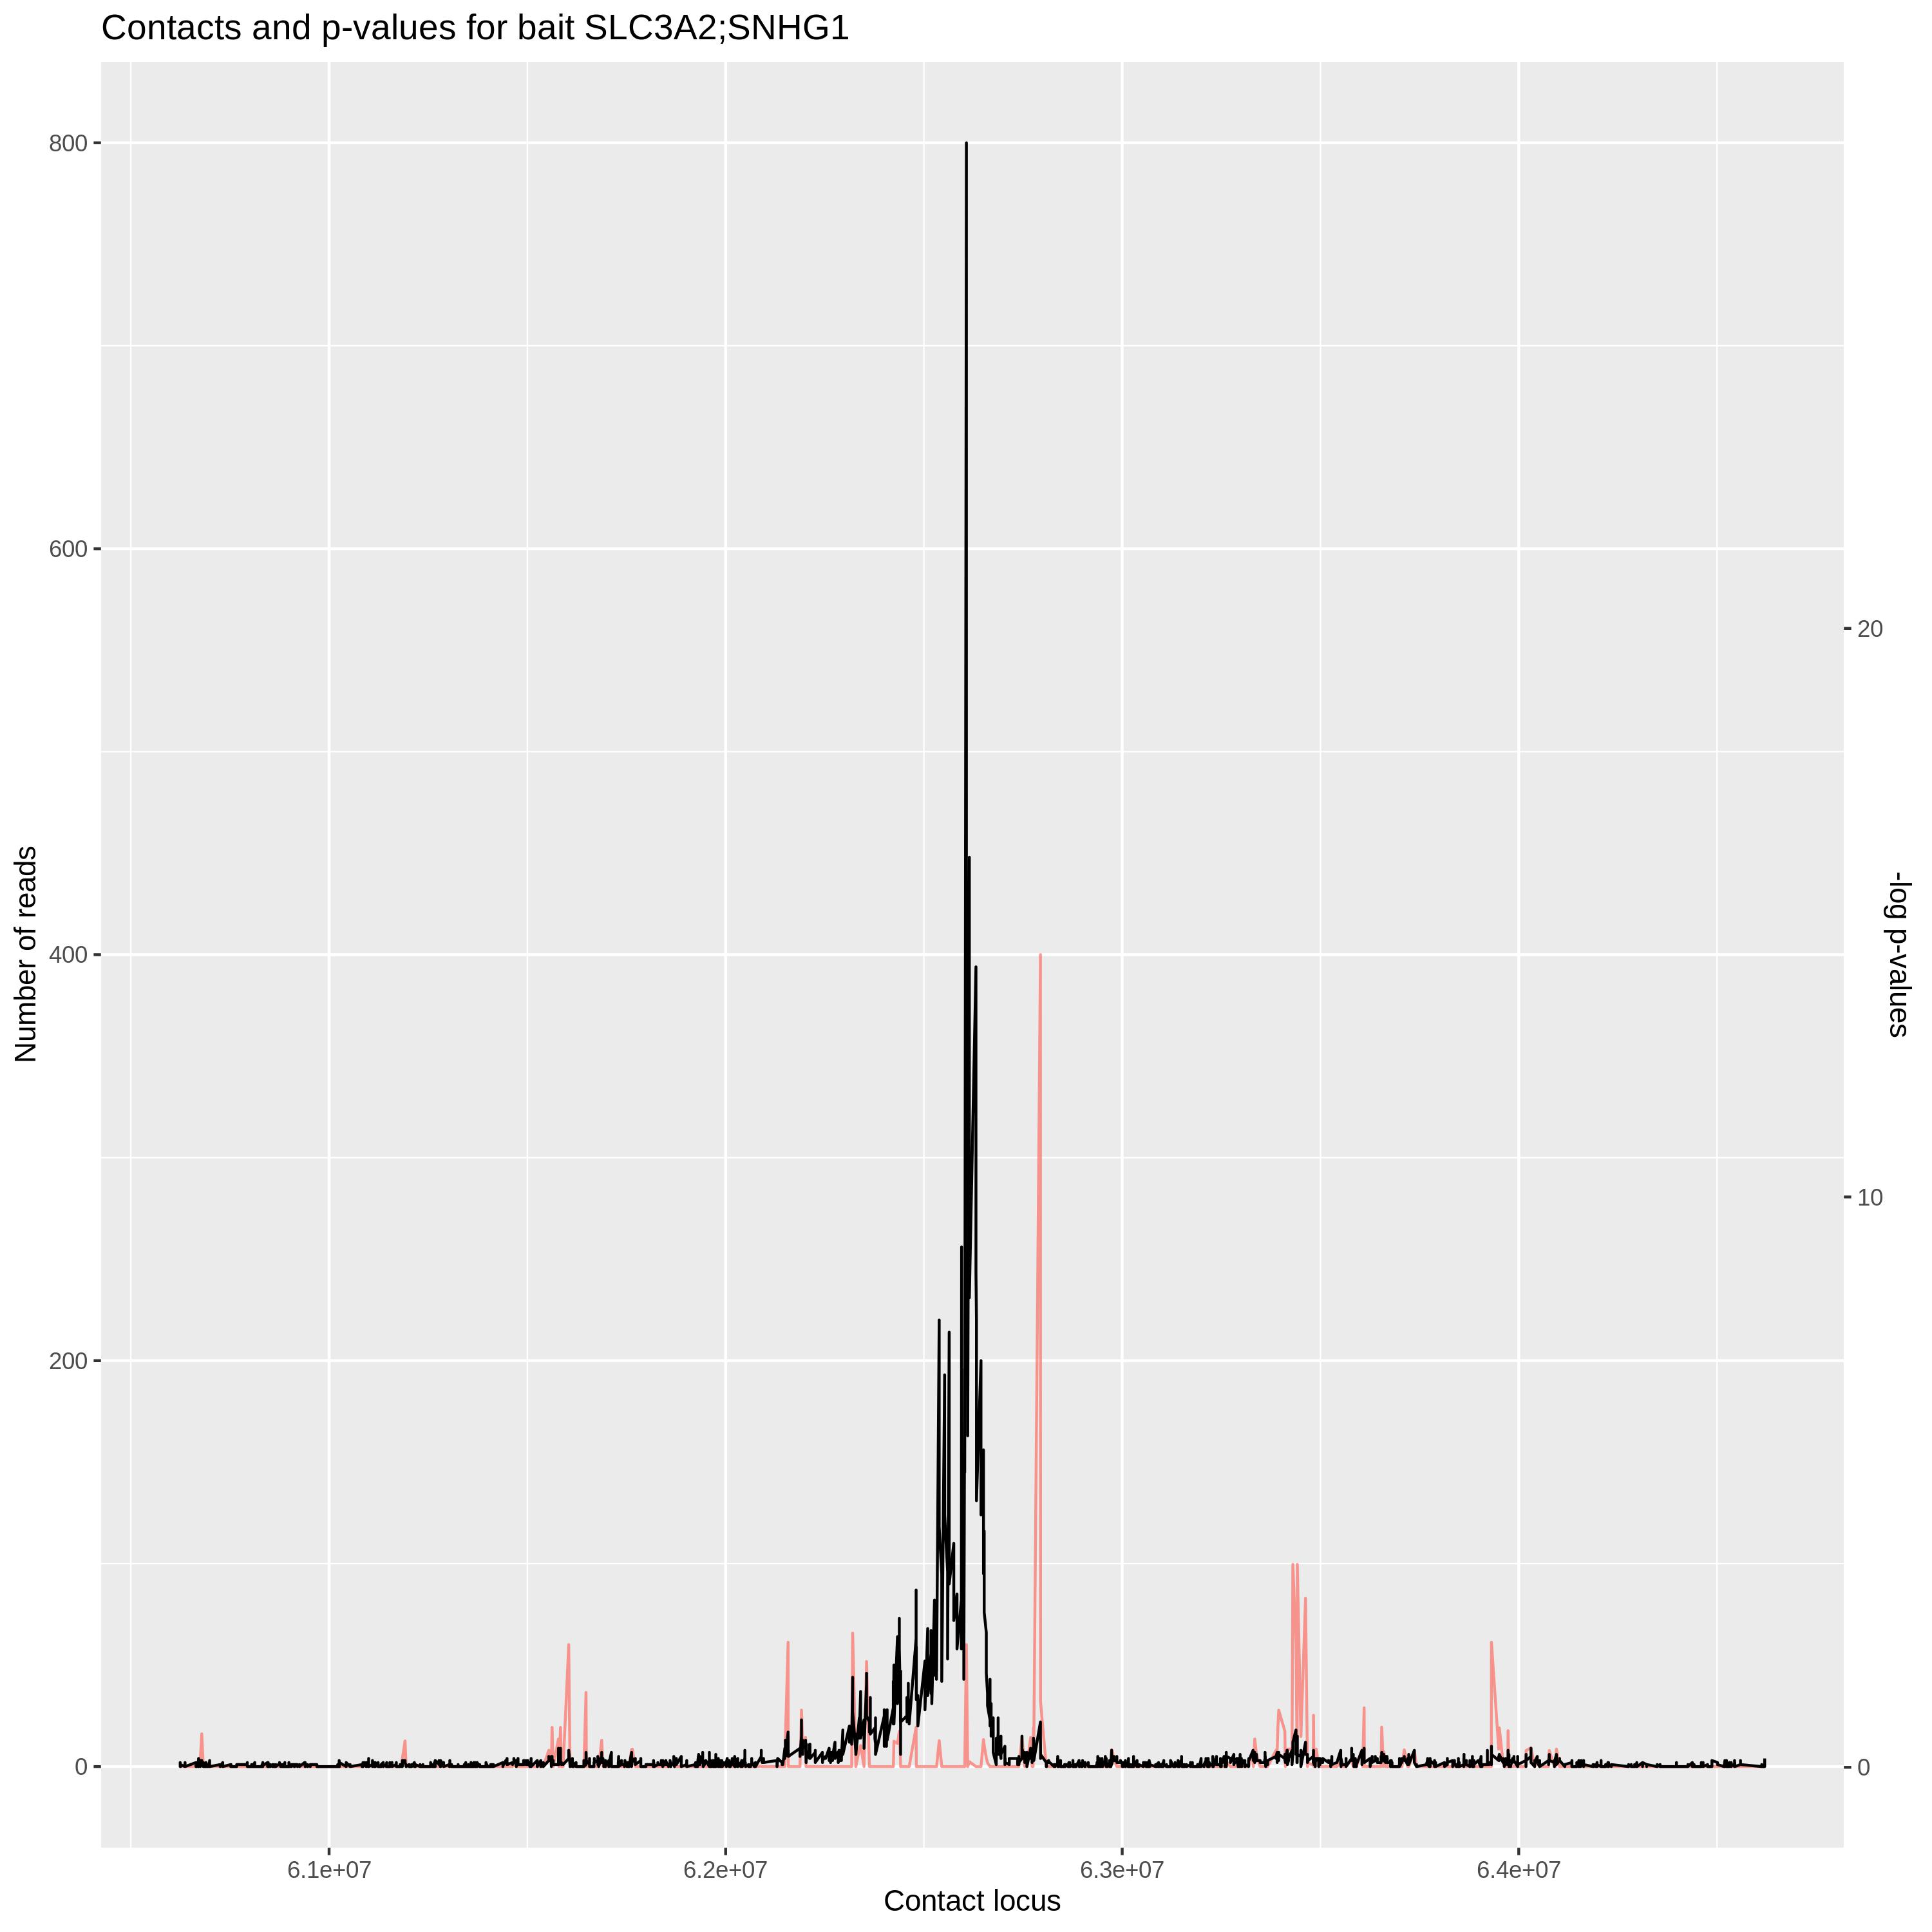 Contacts and p-values for bait SLC3A2;SNHG1
800
600
400
200
0
Number of reads
20
10
0
-log p-values
6.1e+07
6.2e+07
6.3e+07
6.4e+07
Contact locus